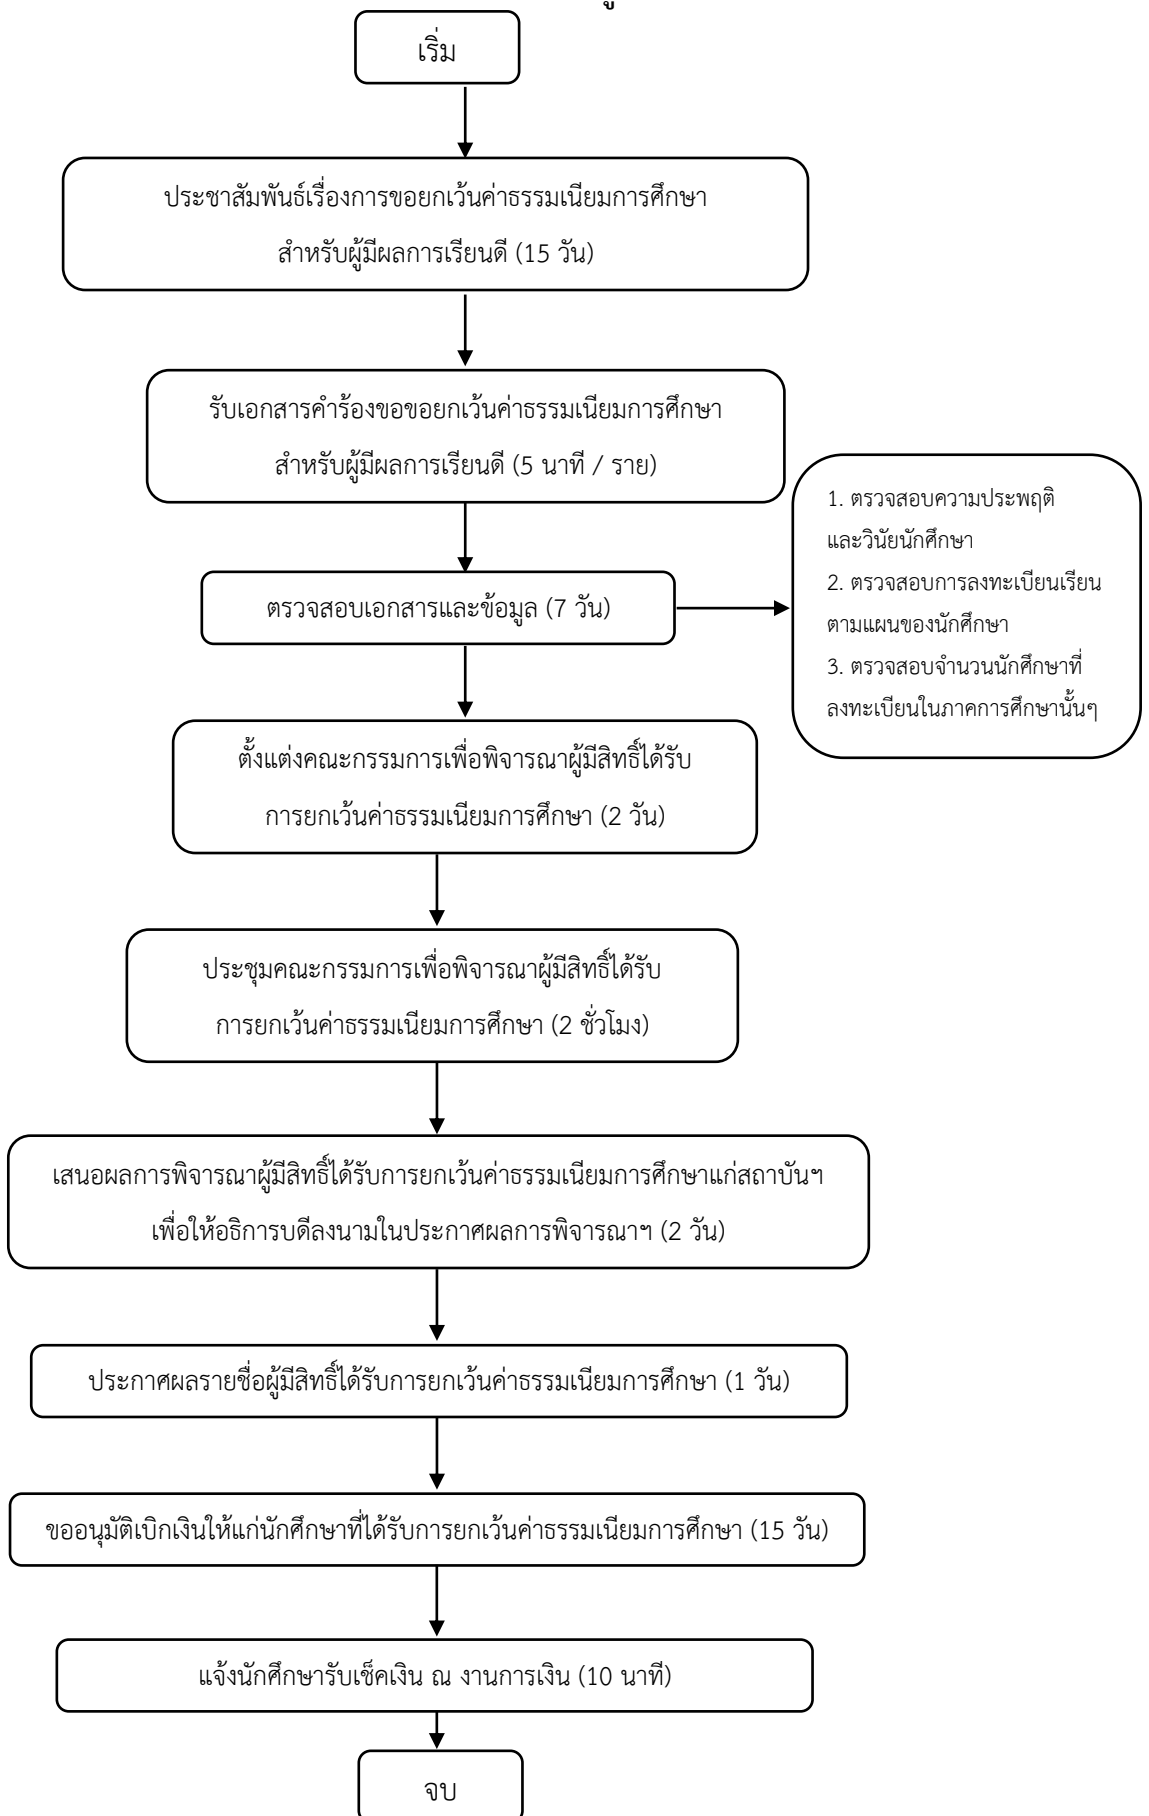 เริ่ม
ประชาสัมพันธ์เรื่องการขอยกเว้นค่าธรรมเนียมการศึกษา
สำหรับผู้มีผลการเรียนดี (15 วัน)
รับเอกสารคำร้องขอขอยกเว้นค่าธรรมเนียมการศึกษา
สำหรับผู้มีผลการเรียนดี (5 นาที / ราย)
ตรวจสอบเอกสารและข้อมูล (7 วัน)
1. ตรวจสอบความประพฤติ
และวินัยนักศึกษา
2. ตรวจสอบการลงทะเบียนเรียน
ตามแผนของนักศึกษา
3. ตรวจสอบจำนวนนักศึกษาที่
ลงทะเบียนในภาคการศึกษานั้นๆ
ตั้งแต่งคณะกรรมการเพื่อพิจารณาผู้มีสิทธิ์ได้รับ
การยกเว้นค่าธรรมเนียมการศึกษา (2 วัน)
ประชุมคณะกรรมการเพื่อพิจารณาผู้มีสิทธิ์ได้รับ
การยกเว้นค่าธรรมเนียมการศึกษา (2 ชั่วโมง)
เสนอผลการพิจารณาผู้มีสิทธิ์ได้รับการยกเว้นค่าธรรมเนียมการศึกษาแก่สถาบันฯ
เพื่อให้อธิการบดีลงนามในประกาศผลการพิจารณาฯ (2 วัน)
ประกาศผลรายชื่อผู้มีสิทธิ์ได้รับการยกเว้นค่าธรรมเนียมการศึกษา (1 วัน)
ขออนุมัติเบิกเงินให้แก่นักศึกษาที่ได้รับการยกเว้นค่าธรรมเนียมการศึกษา (15 วัน)
แจ้งนักศึกษารับเช็คเงิน ณ งานการเงิน (10 นาที)
จบ